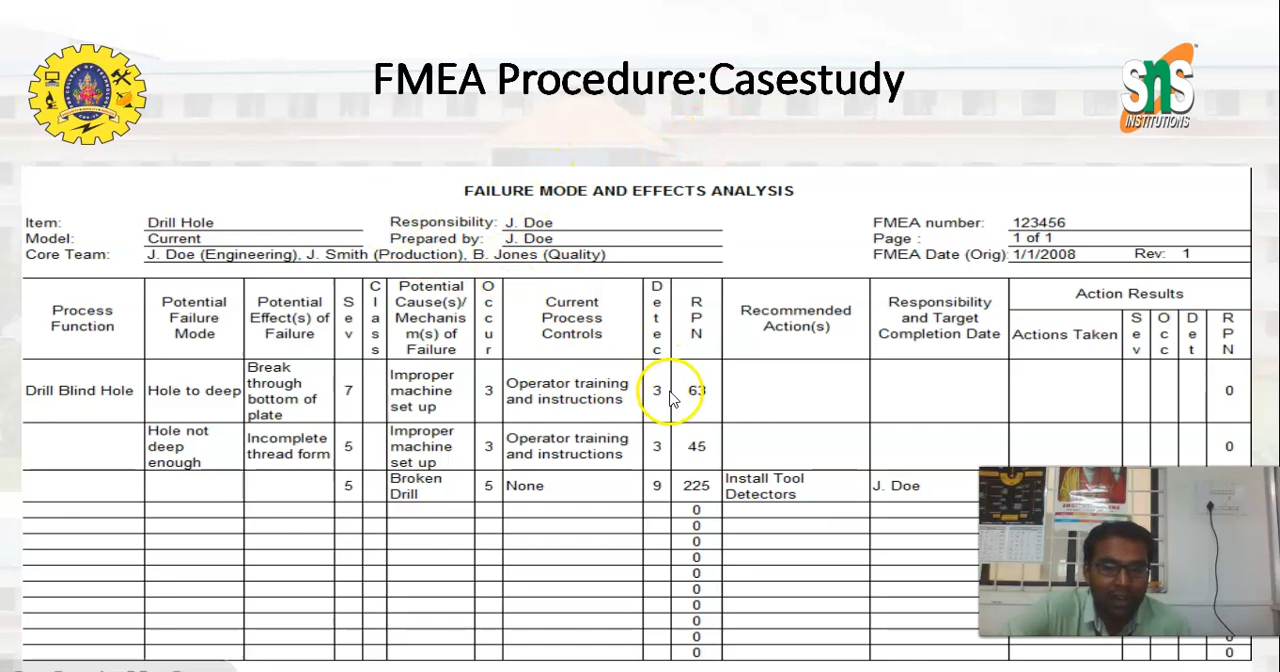 FMEA Procedure:Casestudy
SNS
INSTITUTIONS
FAILURE MODE AND EFFECTS ANALYSIS
Item: Drill Hole Responsibility: J. Doe FMEA number: 123456
Model: Current Prepared by: J. Doe Page : 1 of 1
Core Team: J. Doe (Engineering), J. Smith (Production), B. Jones (Quality) FMEA Date (Orig) 1/1/2008 Rev: 1
Process Function
Potential Failure Mode
Potential Effect(s) of Failure
Sev
Class
Potential Cause(s)/ Mechanis m(s) of Failure
Occur
Current Process Controls
Detec
RPN
Recommended Action(s)
Responsibility and Target Completion Date
Action Results
Actions Taken
Sev
Occ
Det
RPN
Drill Blind Hole
Hole to deep
Break through bottom of plate
7
Improper machine set up
3
Operator training and instructions
3
63
0
Hole not deep enough
Incomplete thread form
5
Improper machine set up
3
Operator training and instructions
3
45
0
5
Broken Drill
5
None
9
225
Install Tool Detectors
J. Doe
0
0
0
0
0
0
0
0
0
0